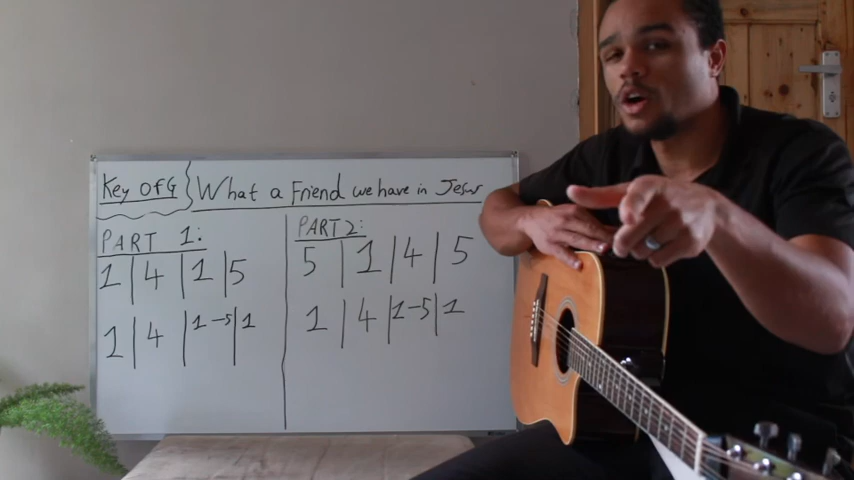 Key of G
What a Friend we have in Jesus
PART 1:
1 | 4 | 1 | 5
1 | 4 | 1-5 | 1
PART 2:
5 | 1 | 4 | 5
1 | 4 | 1-5 | 1